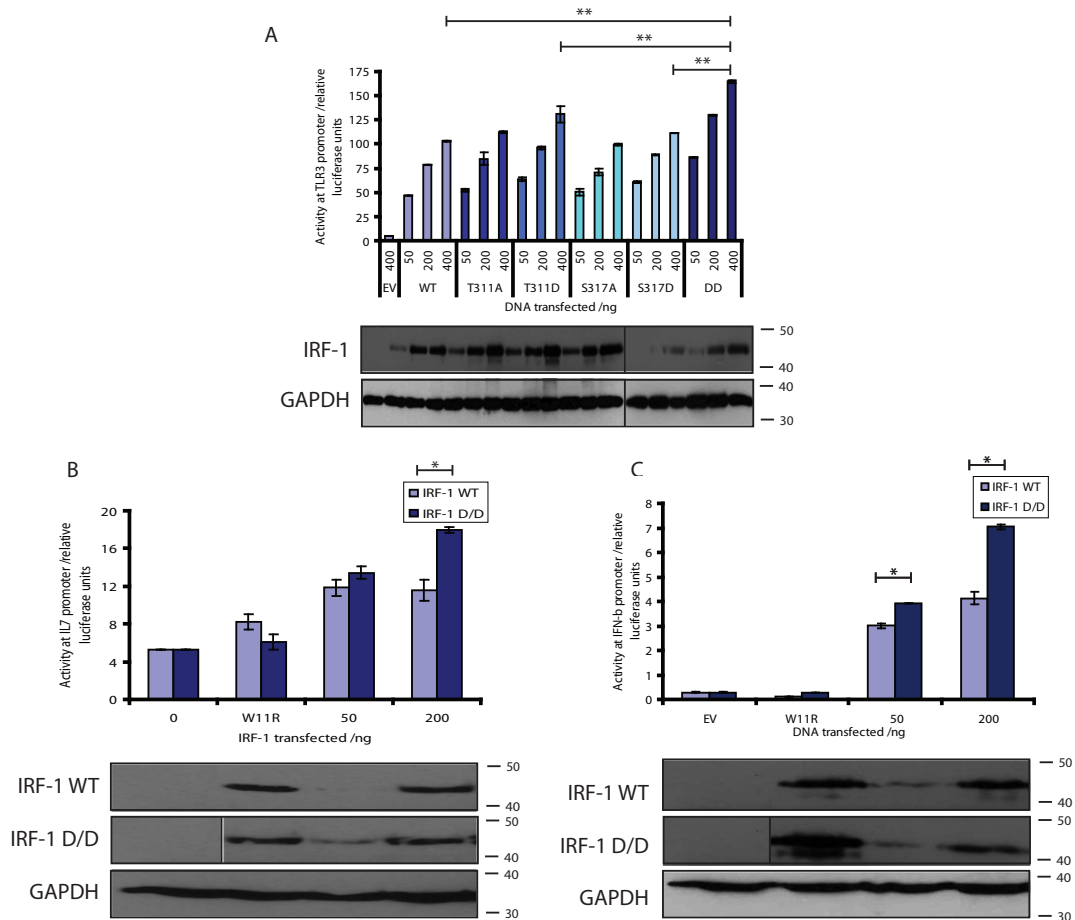 A
**
**
**
Activity at TLR3 promoter /relative
luciferase units
175
150
125
100
75
50
25
0
400 50 200 400 50 200 400 50 200 400 50 200 400 50 200 400 50 200 400
EV WT T311A T311D S317A S317D DD
DNA transfected /ng
IRF-1
50
40
GAPDH
40
30
B
*
IRF-1 WT
IRF-1 D/D
Activity at IL7 promoter /relative
luciferase units
20
16
12
8
4
0 W11R 50 200
IRF-1 transfected /ng
IRF-1 WT
50
40
IRF-1 D/D
50
40
GAPDH
40
30
C
*
*
IRF-1 WT
IRF-1 D/D
Activity at IFN-b promoter /relative
luciferase units
8
7
6
5
4
3
2
1
0
EV W11R 50 200
DNA transfected /ng
IRF-1 WT
50
40
IRF-1 D/D
50
40
GAPDH
40
30